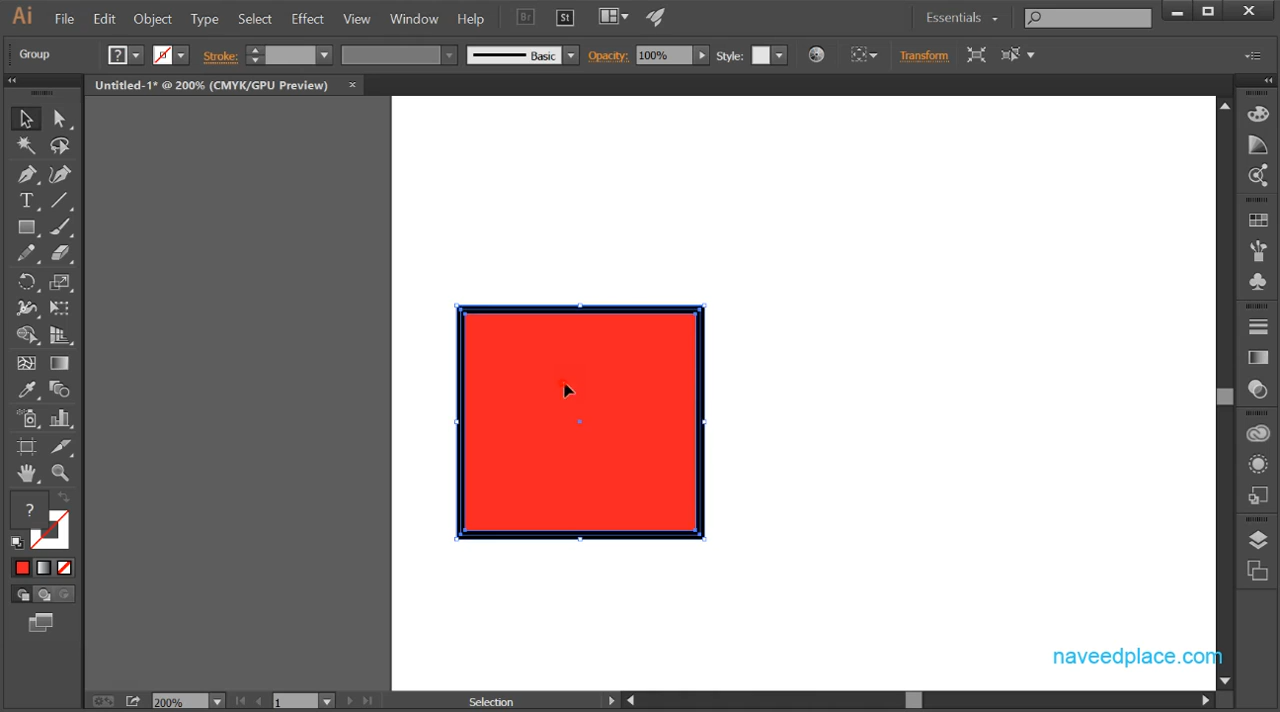 Ai File Edit Object Type Select Effect View Window Help Br St Essentials
Group ? Stroke: Basic Opacity: 100% Style: Transform
Untitled-1* @ 200% (CMYK/GPU Preview) ×
T
?
naveedplace.com
200% 1 Selection